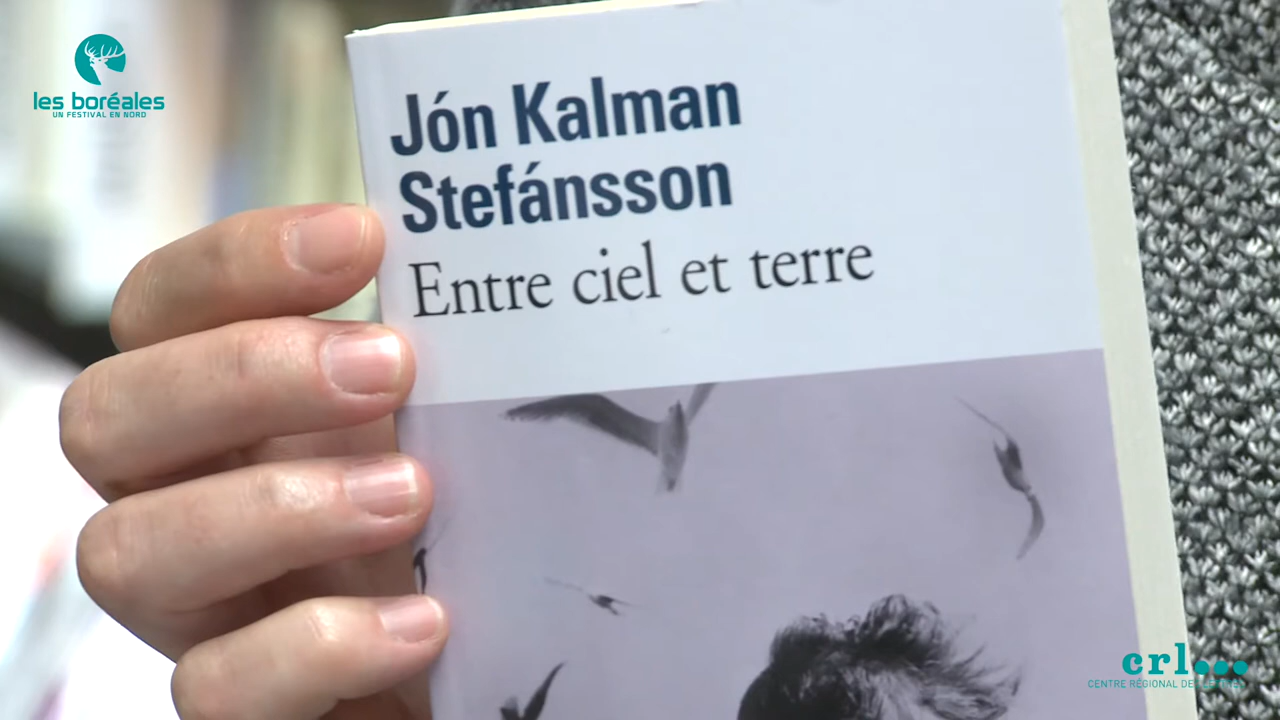 les boréales
UN FESTIVAL EN NORD
Jón Kalman
Stefánsson
Entre ciel et terre
crl...
CENTRE RÉGIONAL DES LETTRES